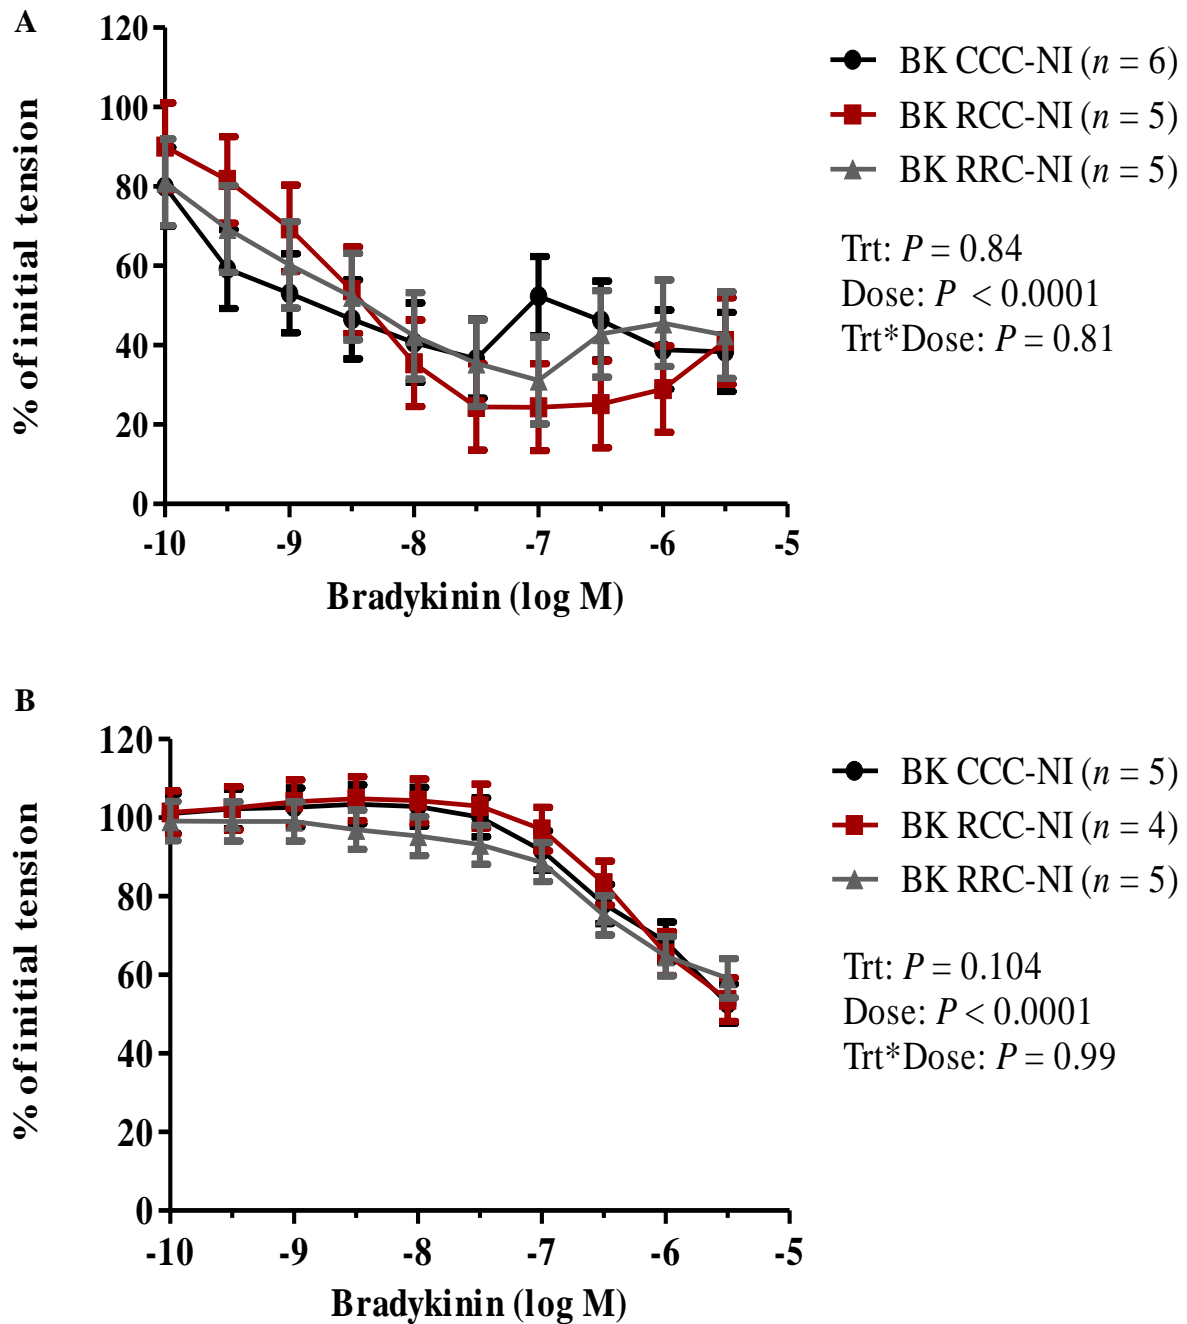 A
120
100
80
60
40
20
0
% of initial tension
-10 -9 -8 -7 -6 -5
Bradykinin (log M)
BK CCC-NI (n = 6)
BK RCC-NI (n = 5)
BK RRC-NI (n = 5)
Trt: P = 0.84
Dose: P < 0.0001
Trt*Dose: P = 0.81
B
120
100
80
60
40
20
0
% of initial tension
-10 -9 -8 -7 -6 -5
Bradykinin (log M)
BK CCC-NI (n = 5)
BK RCC-NI (n = 4)
BK RRC-NI (n = 5)
Trt: P = 0.104
Dose: P < 0.0001
Trt*Dose: P = 0.99